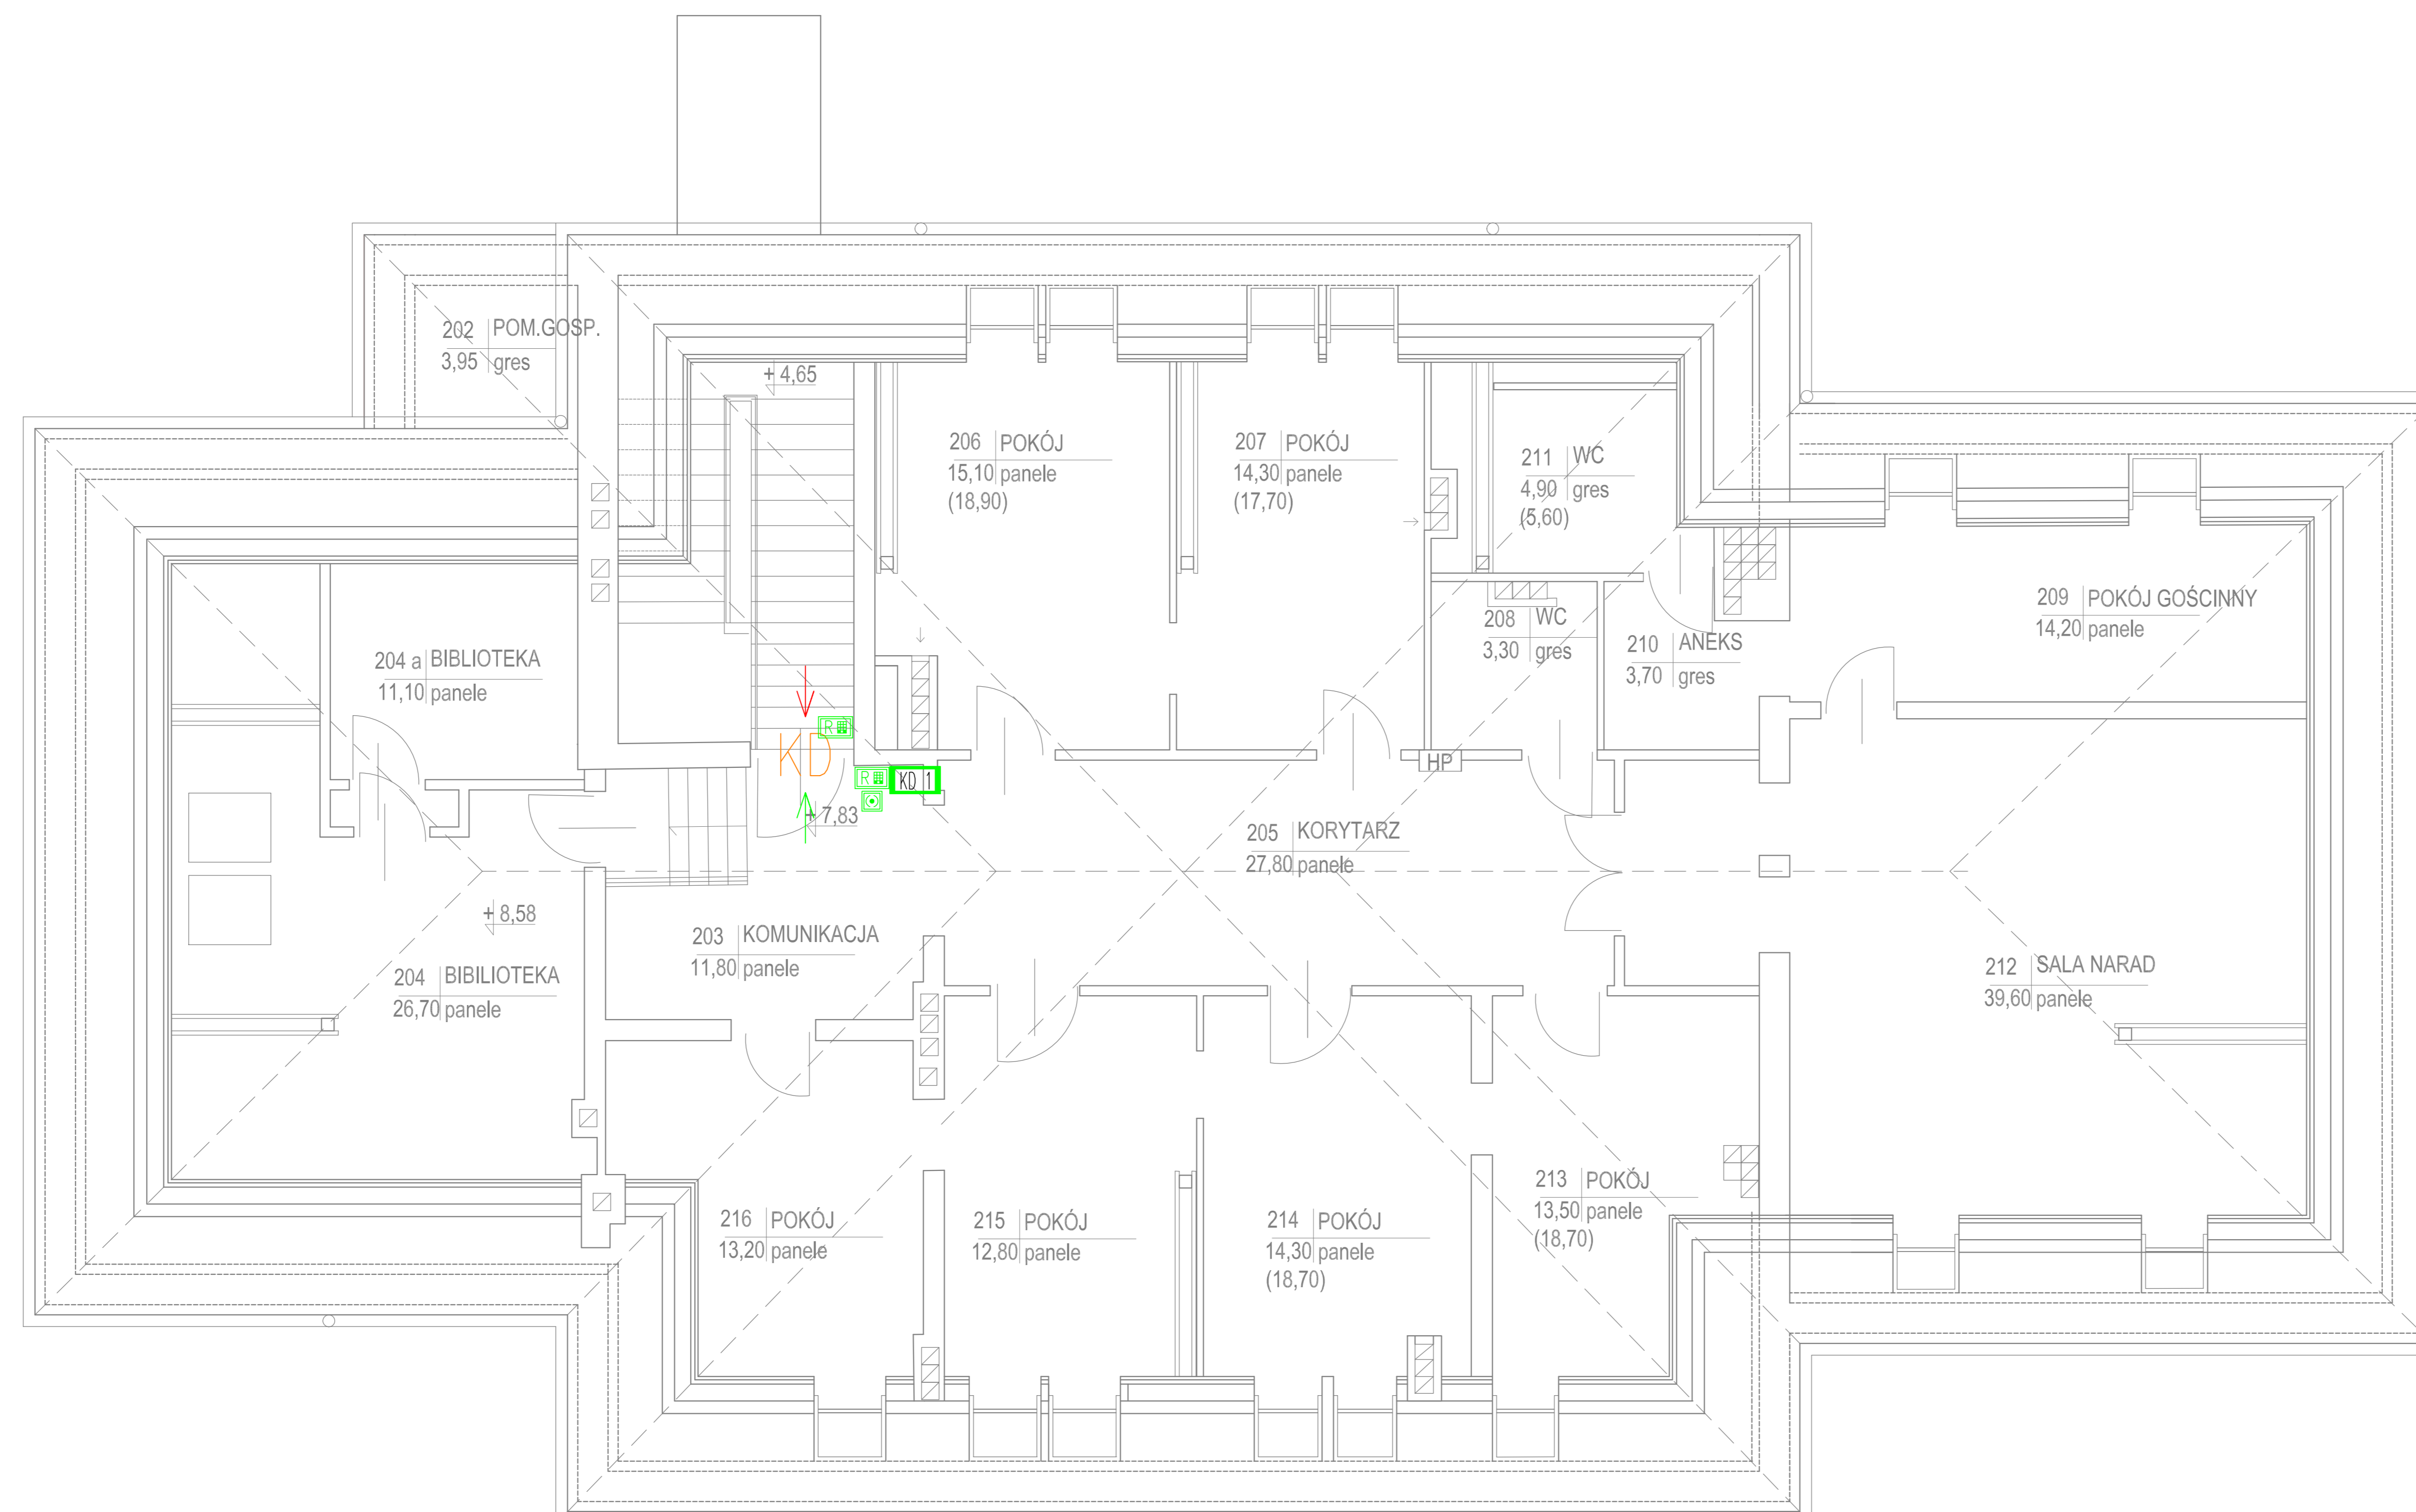 202 POM.GOSP.
3,95 gres
+ 4,65
206 POKÓJ
15,10 panele
(18,90)
207 POKÓJ
14,30 panele
(17,70)
211 WC
4,90 gres
(5,60)
209 POKÓJ GOŚCINNY
14,20 panele
208 WC
3,30 gres
210 ANEKS
3,70 gres
204 a BIBLIOTEKA
11,10 panele
R
KD
R
KD 1
HP
+ 7,83
205 KORYTARZ
27,80 panele
+ 8,58
203 KOMUNIKACJA
11,80 panele
204 BIBILIOTEKA
26,70 panele
212 SALA NARAD
39,60 panele
213 POKÓJ
13,50 panele
(18,70)
216 POKÓJ
13,20 panele
215 POKÓJ
12,80 panele
214 POKÓJ
14,30 panele
(18,70)